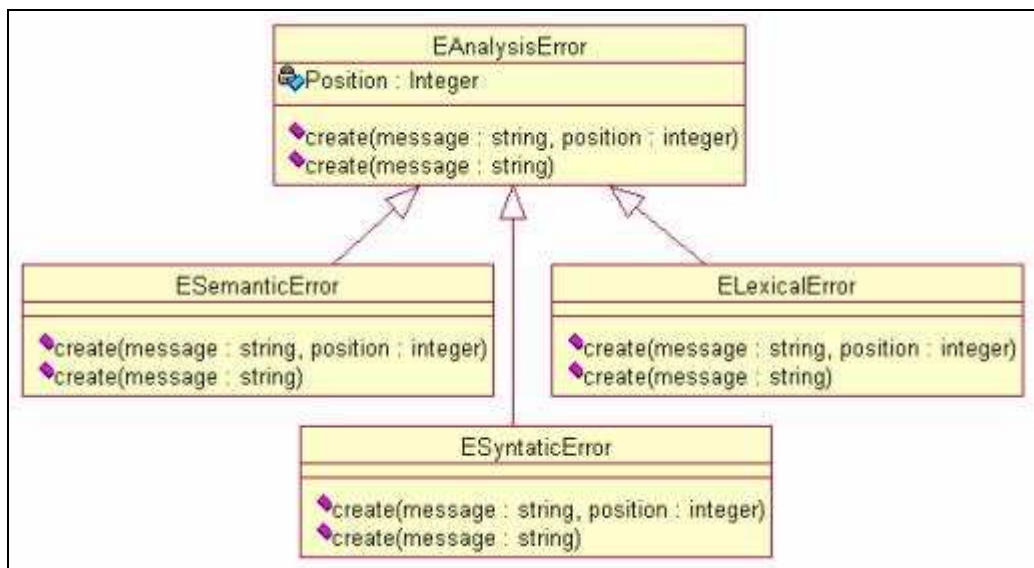 EAnalysisError
Position : Integer
create(message : string, position : integer)
create(message : string)
ESemanticError
create(message : string, position : integer)
create(message : string)
ELexicalError
create(message : string, position : integer)
create(message : string)
ESyntaticError
create(message : string, position : integer)
create(message : string)